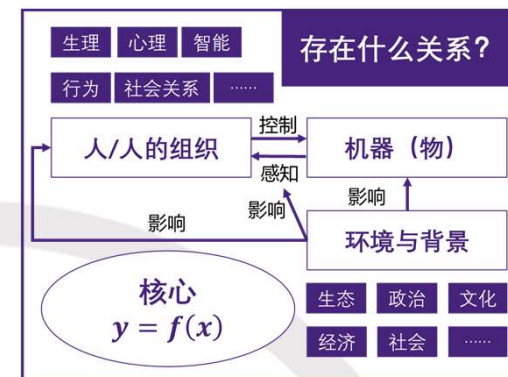 生理 心理 智能
存在什么关系?
行为 社会关系 ……
人/人的组织
控制
感知
机器（物）
影响
影响
影响
环境与背景
核心
y = f(x)
生态 政治 文化
经济 社会 ……